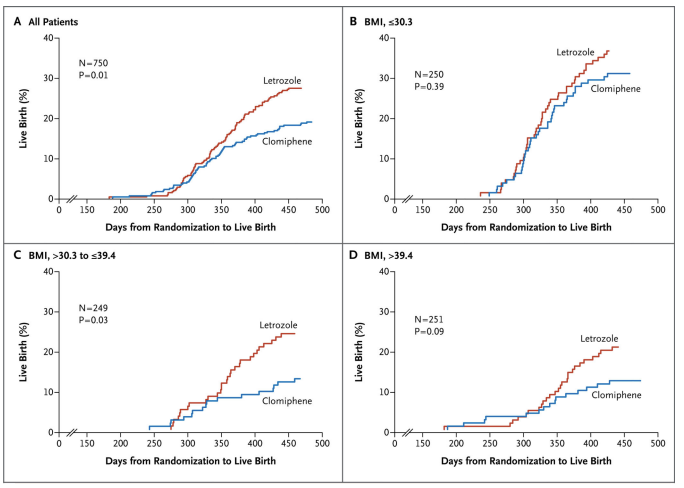 A All Patients
40
30
20
10
0
Live Birth (%)
N=750
P=0.01
Letrozole
Clomiphene
0 150 200 250 300 350 400 450 500
Days from Randomization to Live Birth
B BMI, ≤30.3
40
30
20
10
0
Live Birth (%)
N=250
P=0.39
Letrozole
Clomiphene
0 150 200 250 300 350 400 450 500
Days from Randomization to Live Birth
C BMI, >30.3 to ≤39.4
40
30
20
10
0
Live Birth (%)
N=249
P=0.03
Letrozole
Clomiphene
0 150 200 250 300 350 400 450 500
Days from Randomization to Live Birth
D BMI, >39.4
40
30
20
10
0
Live Birth (%)
N=251
P=0.09
Letrozole
Clomiphene
0 150 200 250 300 350 400 450 500
Days from Randomization to Live Birth